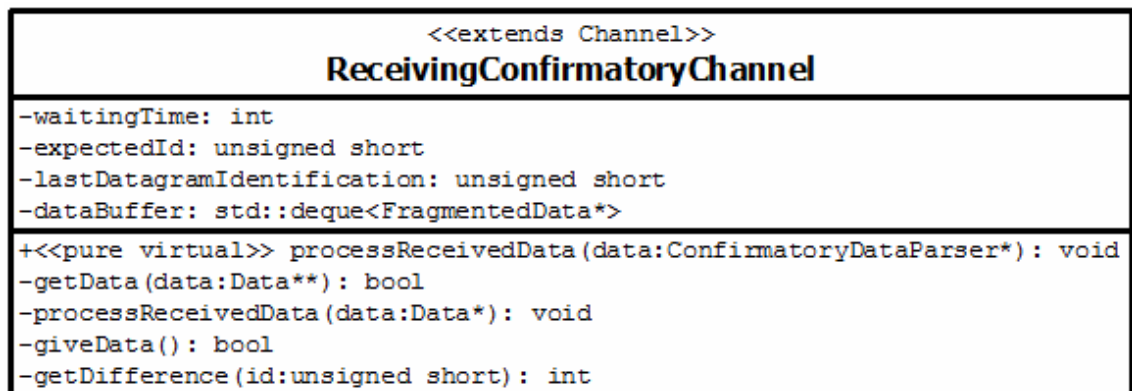 <<extends Channel>>
ReceivingConfirmatoryChannel
-waitingTime: int
-expectedId: unsigned short
-lastDatagramIdentification: unsigned short
-dataBuffer: std::deque<FragmentedData*>
+<<pure virtual>> processReceivedData(data:ConfirmatoryDataParser*): void
-getData(data:Data**): bool
-processReceivedData(data:Data*): void
-giveData(): bool
-getDifference(id:unsigned short): int